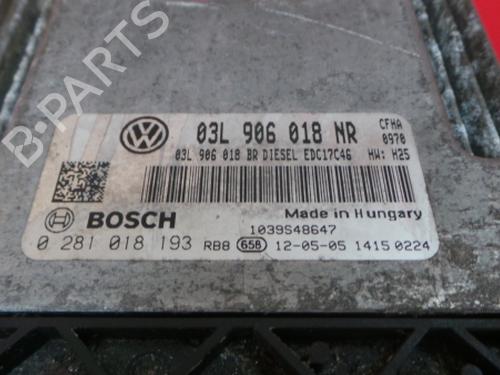 B-PARTS
03L 906 018 NR
CFHA
0970
03L 906 018 BR DIESEL EDC17C46 HW: H25
BOSCH
Made in Hungary
1039S48647
0 281 018 193 RB8 658 12-05-05 1415 0224